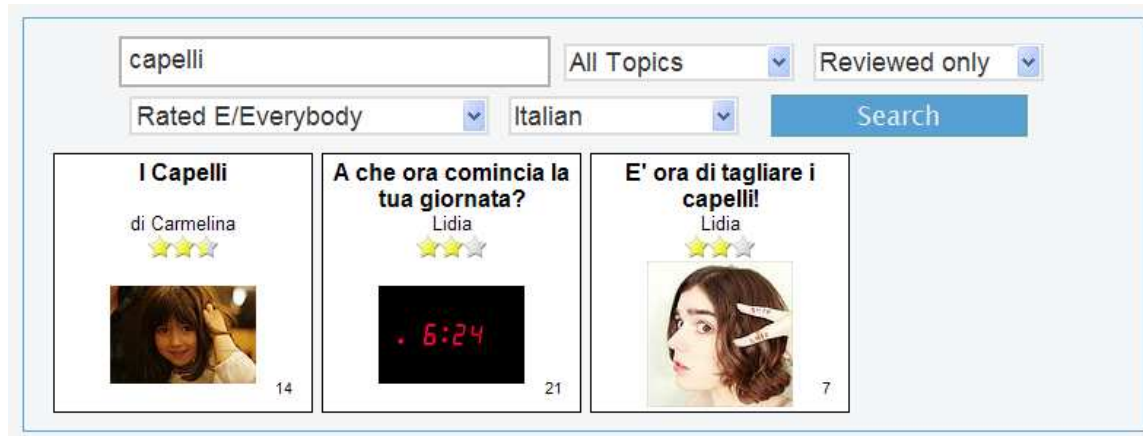 capelli
All Topics
Reviewed only
Rated E/Everybody
Italian
Search
I Capelli
di Carmelina
14
A che ora comincia la
tua giornata?
Lidia
6:24
21
E' ora di tagliare i
capelli!
Lidia
7